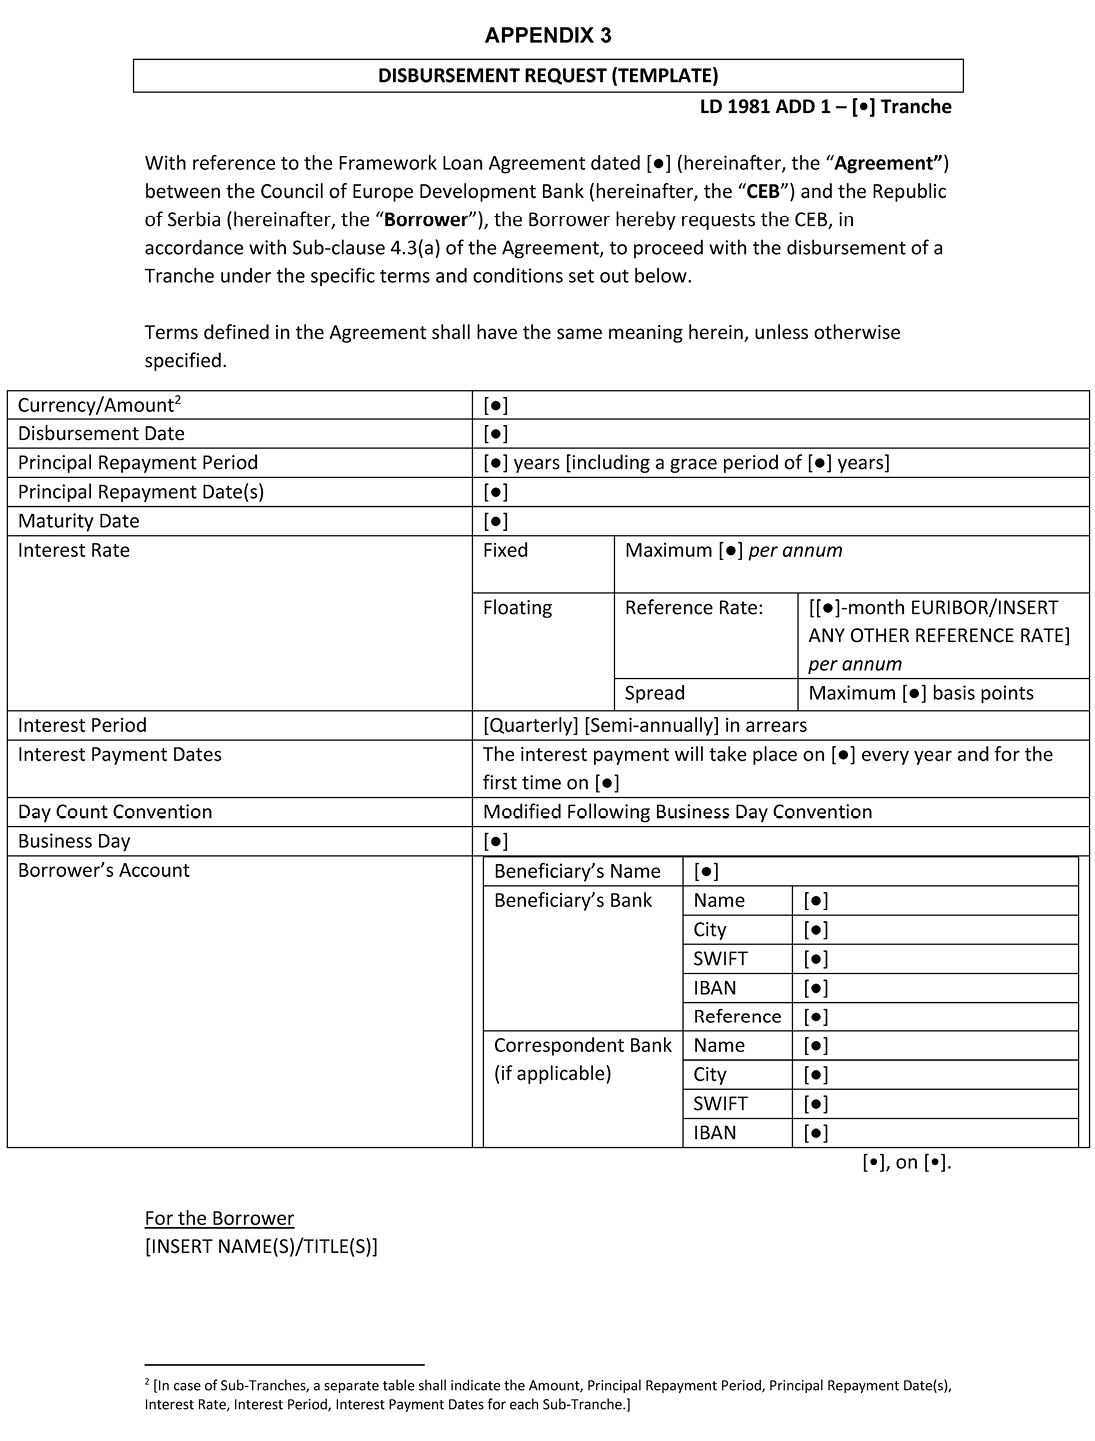 APPENDIX 3
DISBURSEMENT REQUEST (TEMPLATE)
LD 1981 ADD 1 – [•] Tranche
With reference to the Framework Loan Agreement dated [●] (hereinafter, the “Agreement”)
between the Council of Europe Development Bank (hereinafter, the “CEB”) and the Republic
of Serbia (hereinafter, the “Borrower”), the Borrower hereby requests the CEB, in
accordance with Sub-clause 4.3(a) of the Agreement, to proceed with the disbursement of a
Tranche under the specific terms and conditions set out below.
Terms defined in the Agreement shall have the same meaning herein, unless otherwise
specified.
Currency/Amount2 [●]
Disbursement Date [●]
Principal Repayment Period [●] years [including a grace period of [●] years]
Principal Repayment Date(s) [●]
Maturity Date [●]
Interest Rate Fixed Maximum [●] per annum
Floating Reference Rate: [[●]-month EURIBOR/INSERT
ANY OTHER REFERENCE RATE]
per annum
Spread Maximum [●] basis points
Interest Period [Quarterly] [Semi-annually] in arrears
Interest Payment Dates The interest payment will take place on [●] every year and for the
first time on [●]
Day Count Convention Modified Following Business Day Convention
Business Day [●]
Borrower’s Account Beneficiary’s Name [●]
Beneficiary’s Bank Name [●]
City [●]
SWIFT [●]
IBAN [●]
Reference [●]
Correspondent Bank Name [●]
(if applicable) City [●]
SWIFT [●]
IBAN [●]
[•], on [•].
For the Borrower
[INSERT NAME(S)/TITLE(S)]
2 [In case of Sub-Tranches, a separate table shall indicate the Amount, Principal Repayment Period, Principal Repayment Date(s),
Interest Rate, Interest Period, Interest Payment Dates for each Sub-Tranche.]